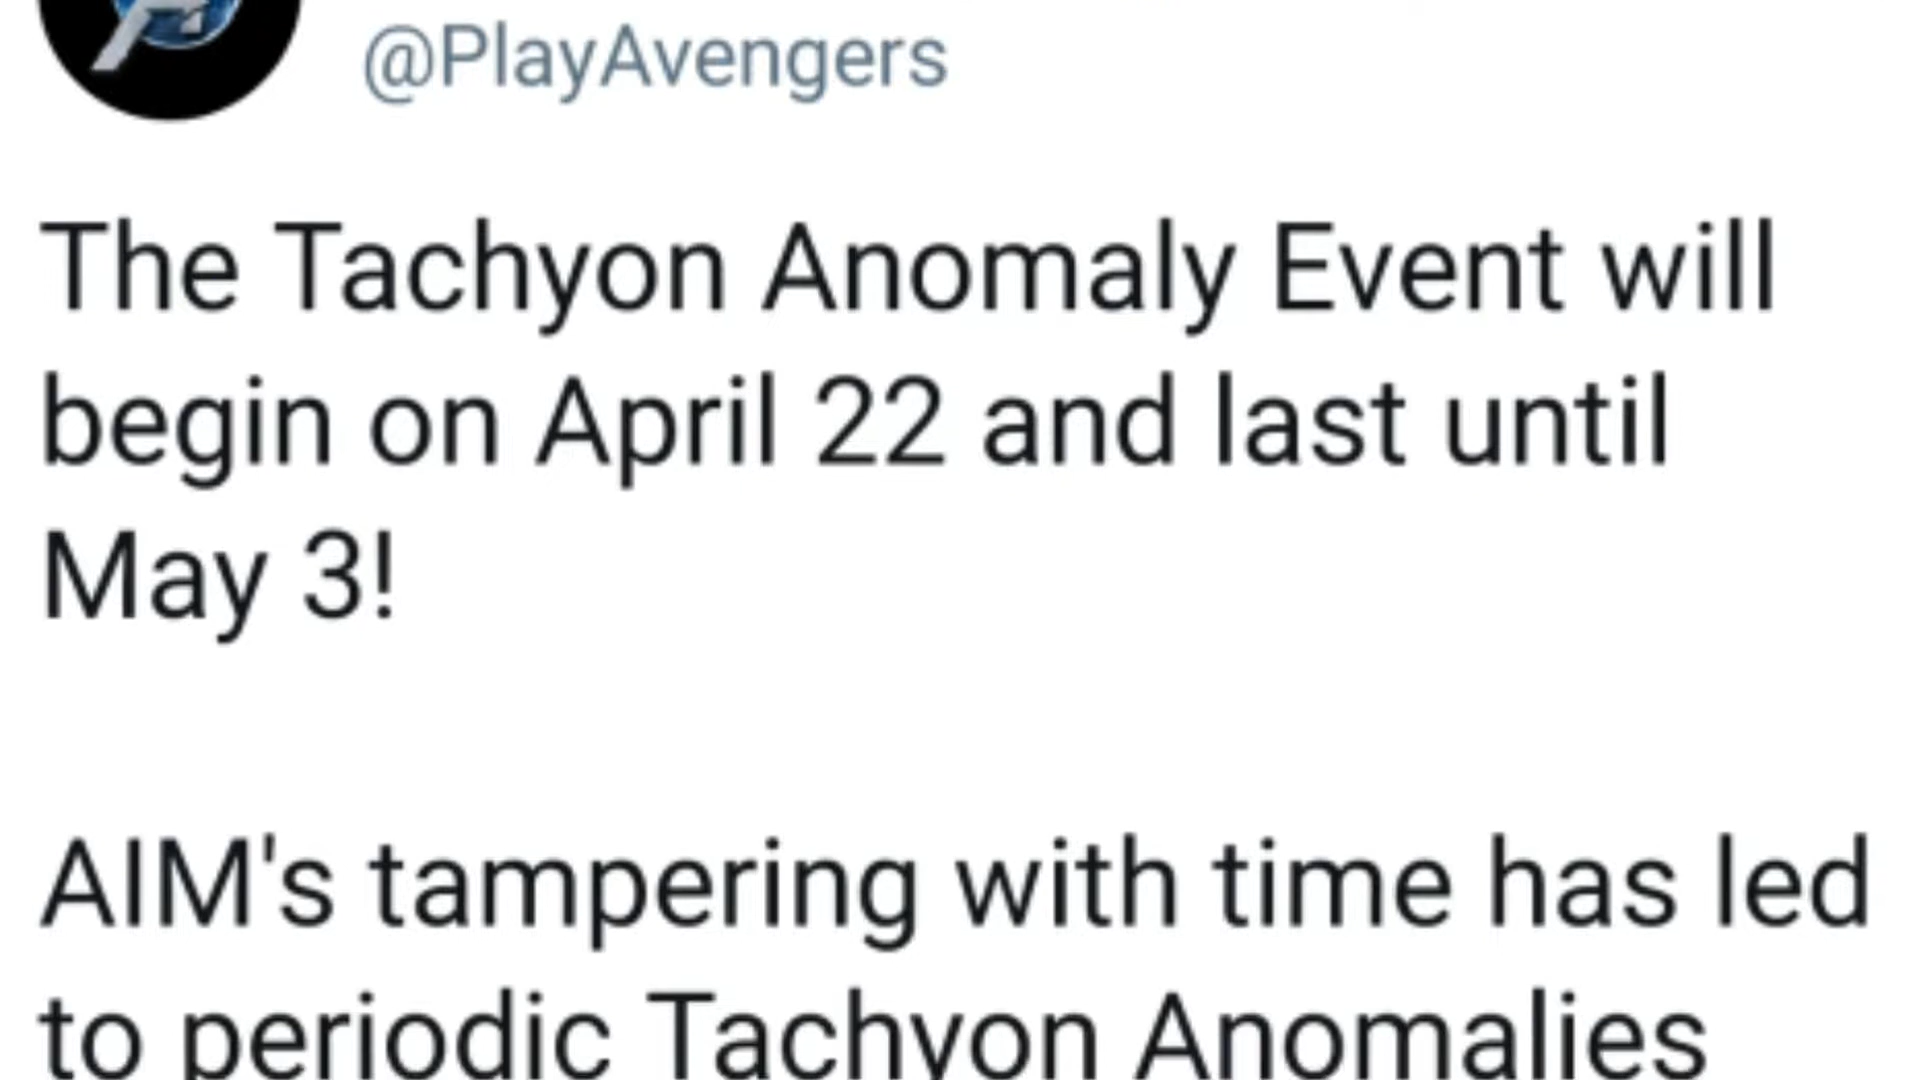 @PlayAvengers
The Tachyon Anomaly Event will
begin on April 22 and last until
May 3!
AIM's tampering with time has led
to periodic Tachyon Anomalies